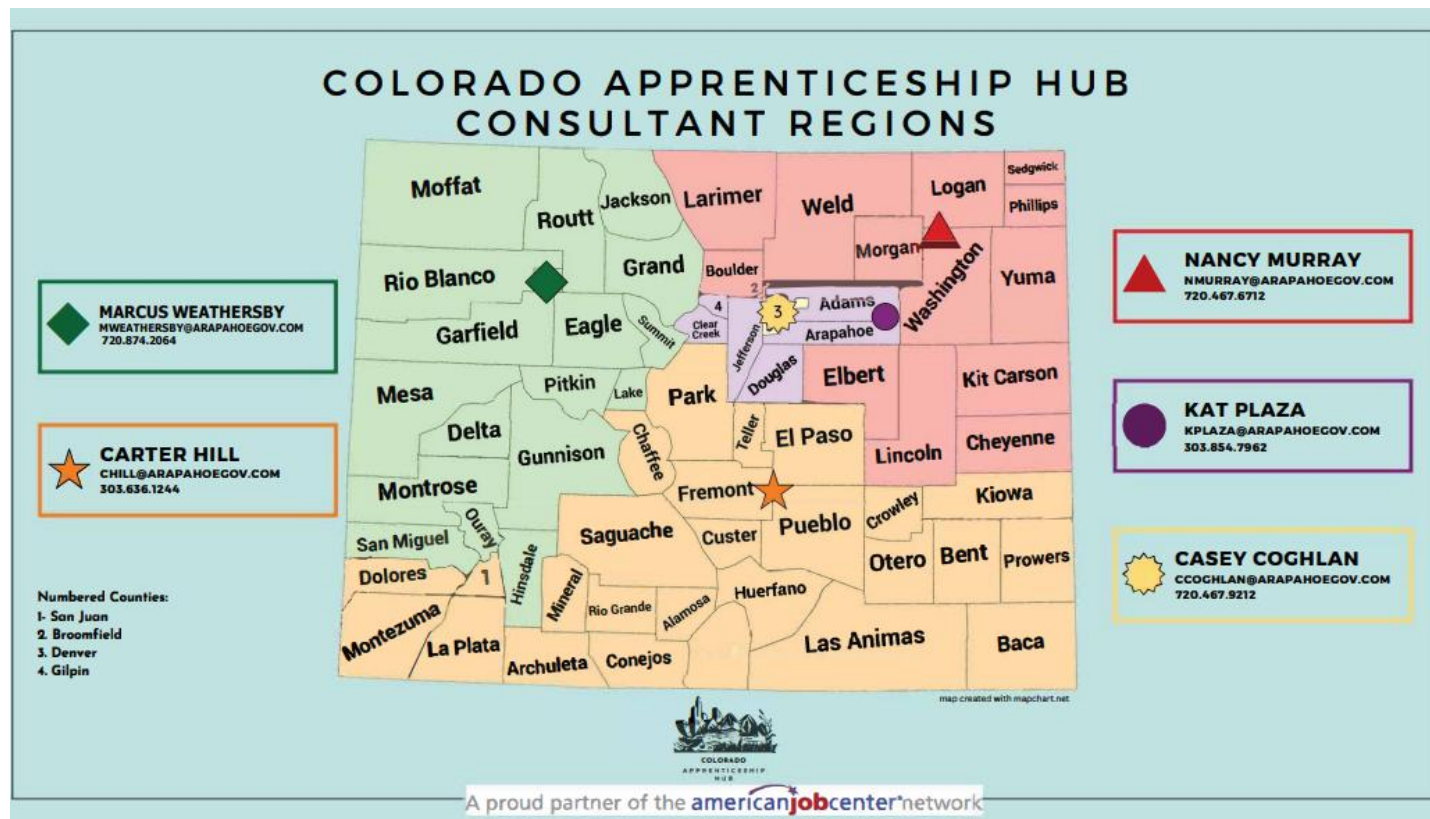 COLORADO APPRENTICESHIP HUB
CONSULTANT REGIONS
MARCUS WEATHERSBY
MWEATHERSBY@ARAPAHOEGOV.COM
720.874.2064
CARTER HILL
CHILL@ARAPAHOEGOV.COM
303.636.1244
Numbered Counties:
1- San Juan
2. Broomfield
3. Denver
4. Gilpin
Moffat
Routt
Jackson
Larimer
Weld
Logan
Sedgwick
Phillips
Rio Blanco
Grand
Boulder
Morgan
Washington
Yuma
2
Garfield
Eagle
Summit
4
Clear
Creek
Jefferson
3
Adams
Arapahoe
Douglas
Elbert
Kit Carson
Mesa
Pitkin
Lake
Park
Delta
Gunnison
Chaffee
Teller
El Paso
Lincoln
Cheyenne
Montrose
Fremont
Kiowa
Ouray
San Miguel
Saguache
Custer
Pueblo
Crowley
Otero
Bent
Prowers
Dolores
1
Hinsdale
Mineral
Rio Grande
Alamosa
Huerfano
Montezuma
La Plata
Archuleta
Conejos
Las Animas
Baca
NANCY MURRAY
NMURRAY@ARAPAHOEGOV.COM
720.467.6712
KAT PLAZA
KPLAZA@ARAPAHOEGOV.COM
303.854.7962
CASEY COGHLAN
CCOGHLAN@ARAPAHOEGOV.COM
720.467.9212
map created with mapchart.net
COLORADO
APPRENTICESHIP
HUB
A proud partner of the americanjobcenter network